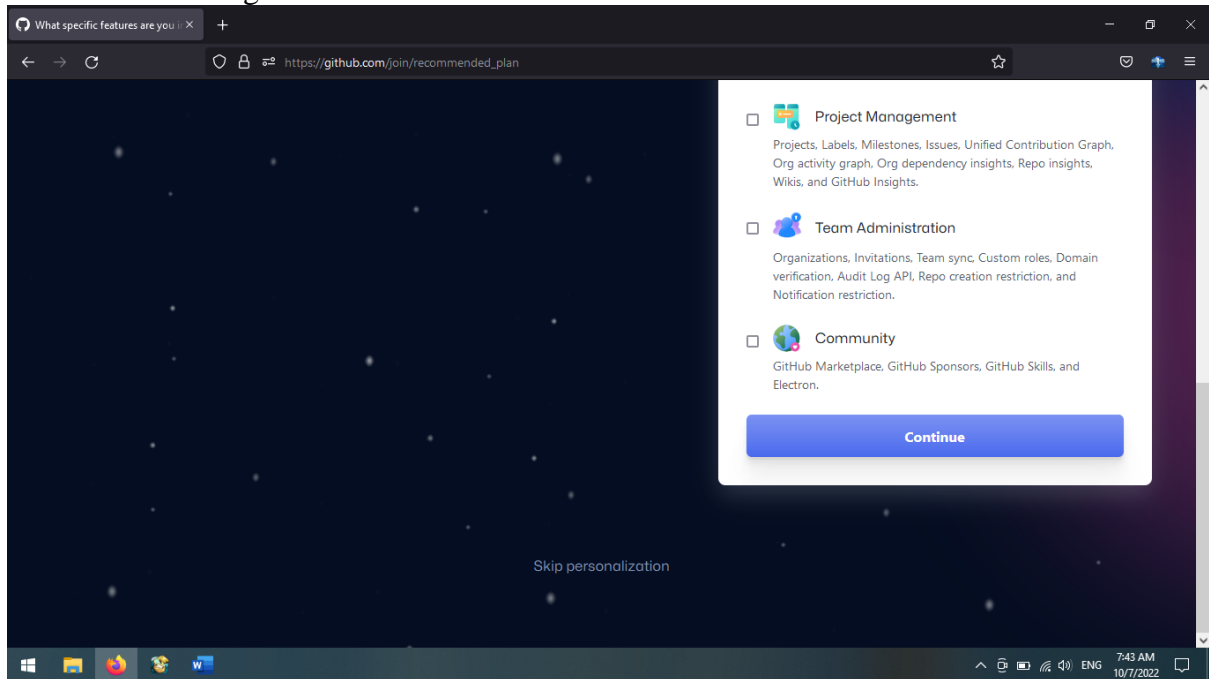 What specific features are you i
https://github.com/join/recommended_plan
Project Management
Projects, Labels, Milestones, Issues, Unified Contribution Graph,
Org activity graph, Org dependency insights, Repo insights,
Wikis, and GitHub Insights.
Team Administration
Organizations, Invitations, Team sync, Custom roles, Domain
verification, Audit Log API, Repo creation restriction, and
Notification restriction.
Community
GitHub Marketplace, GitHub Sponsors, GitHub Skills, and
Electron.
Continue
Skip personalization
ENG
7:43 AM
10/7/2022